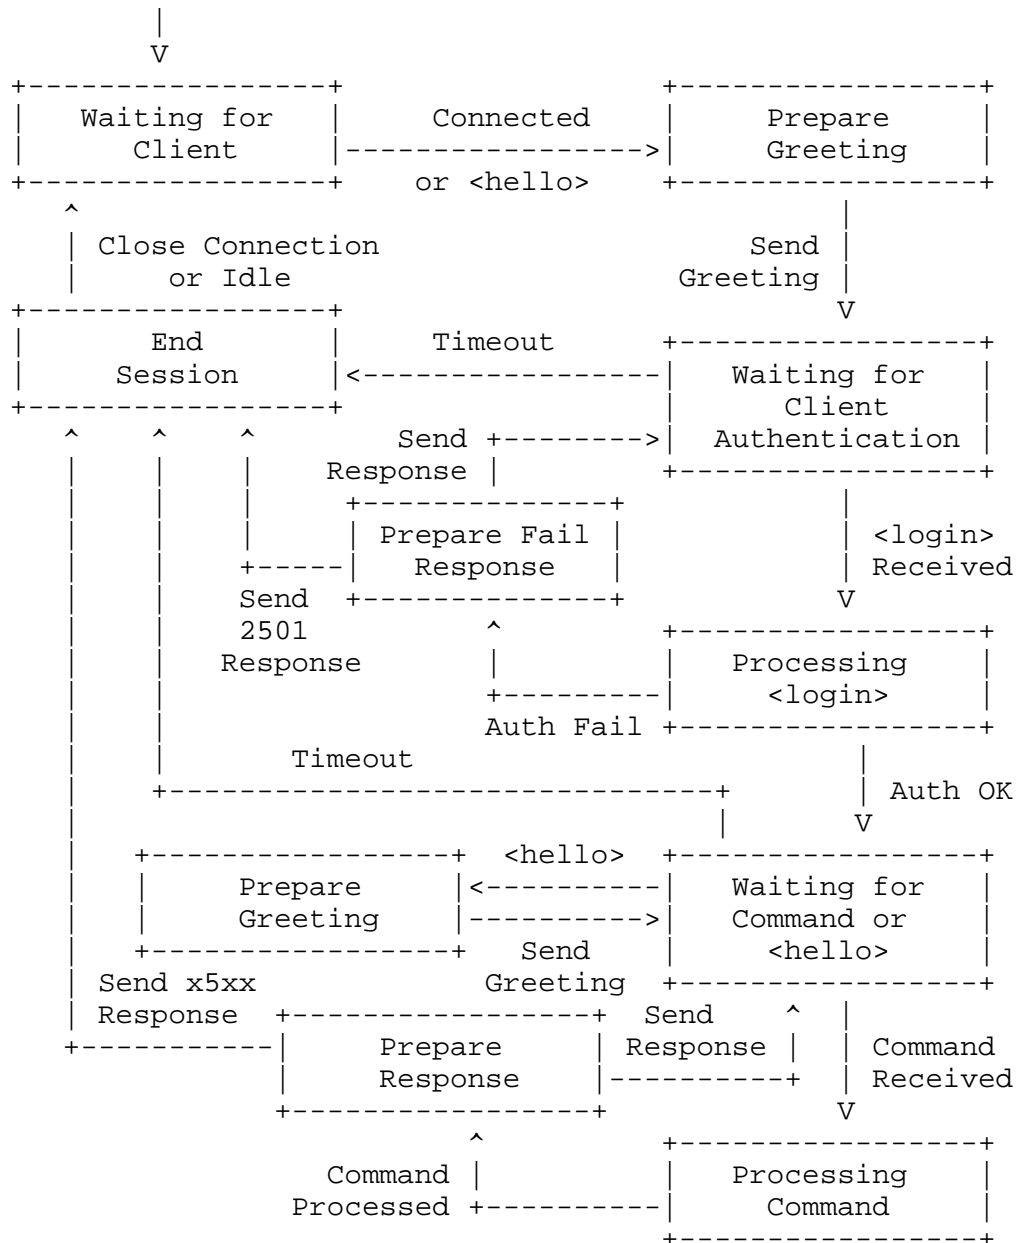 Waiting for Client
Connected or <hello>
Prepare Greeting
Close Connection or Idle
Send Greeting
End Session
Timeout
Waiting for Client Authentication
Send Response
Prepare Fail Response
<login> Received
Send 2501 Response
Processing <login>
Auth Fail
Timeout
Auth OK
<hello>
Prepare Greeting
Waiting for Command or <hello>
Send Greeting
Send x5xx Response
Prepare Response
Send Response
Command Received
Command Processed
Processing Command